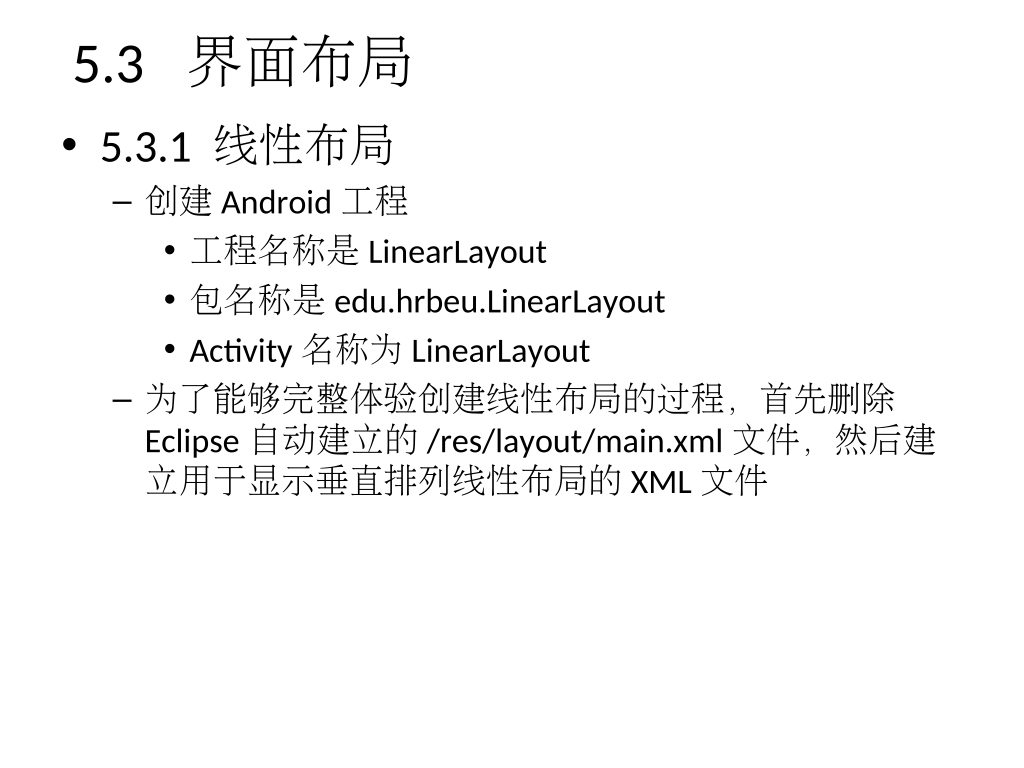 5.3 界面布局
• 5.3.1 线性布局
– 创建 Android 工程
• 工程名称是 LinearLayout
• 包名称是 edu.hrbeu.LinearLayout
• Activity 名称为 LinearLayout
– 为了能够完整体验创建线性布局的过程，首先删除
Eclipse 自动建立的 /res/layout/main.xml 文件，然后建
立用于显示垂直排列线性布局的 XML 文件